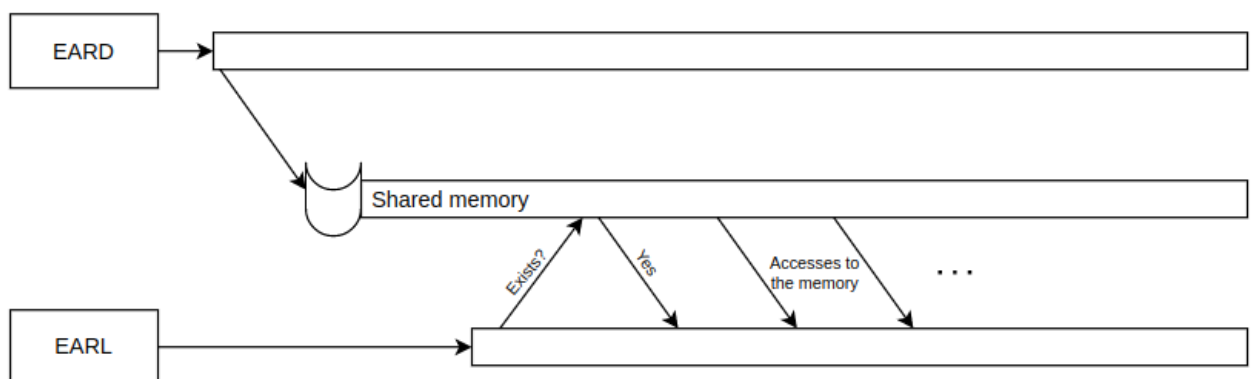 EARD
Shared memory
Exists?
Yes
Accesses to
the memory
...
EARL